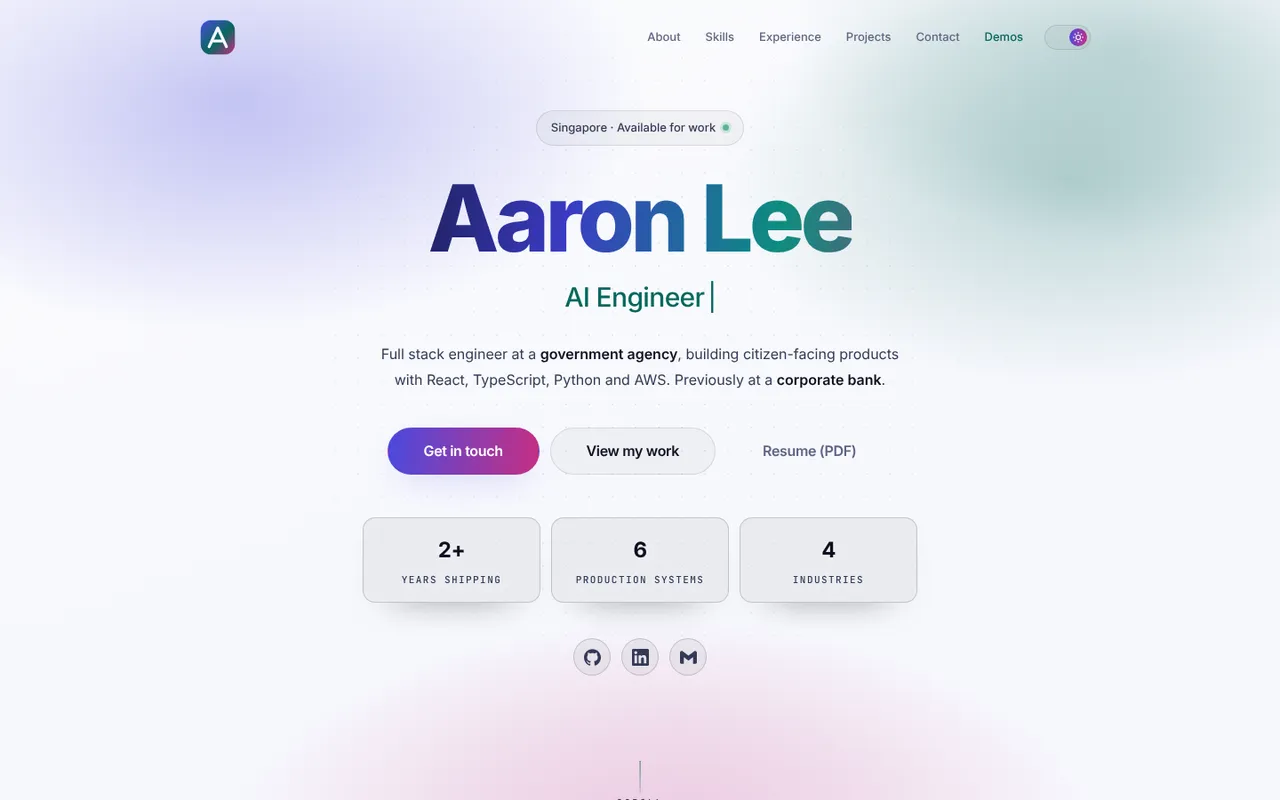 A
About Skills Experience Projects Contact Demos
Singapore · Available for work
Aaron Lee
AI Engineer
Full stack engineer at a government agency, building citizen-facing products
with React, TypeScript, Python and AWS. Previously at a corporate bank.
Get in touch View my work Resume (PDF)
2+ 6 4
YEARS SHIPPING PRODUCTION SYSTEMS INDUSTRIES